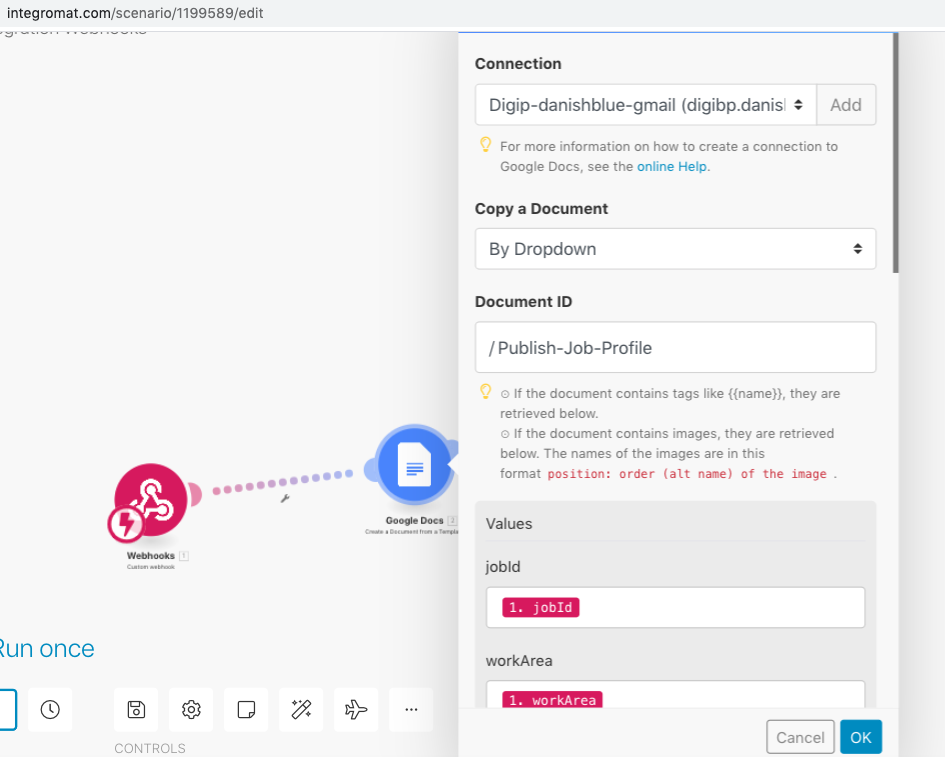 integromat.com/scenario/1199589/edit
Webhooks
Connection
Digip-danishblue-gmail (digibp.danis
Add
For more information on how to create a connection to
Google Docs, see the online Help.
Copy a Document
By Dropdown
Document ID
/Publish-Job-Profile
⊙ If the document contains tags like {{name}}, they are
retrieved below.
⊙ If the document contains images, they are retrieved
below. The names of the images are in this
format position: order (alt name) of the image .
Values
jobId
1. jobId
workArea
1. workArea
Cancel
OK
Webhooks 1
Custom webhook
Google Docs 2
Create a Document from a Templa
Run once
CONTROLS